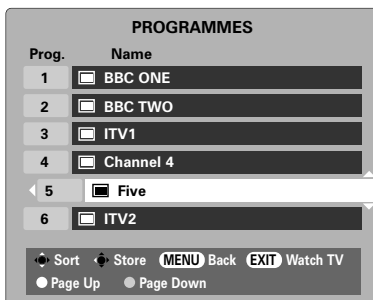 PROGRAMMES
Prog. Name
1 BBC ONE
2 BBC TWO
3 ITV1
4 Channel 4
5 Five
6 ITV2
Sort Store MENU Back EXIT Watch TV
Page Up Page Down